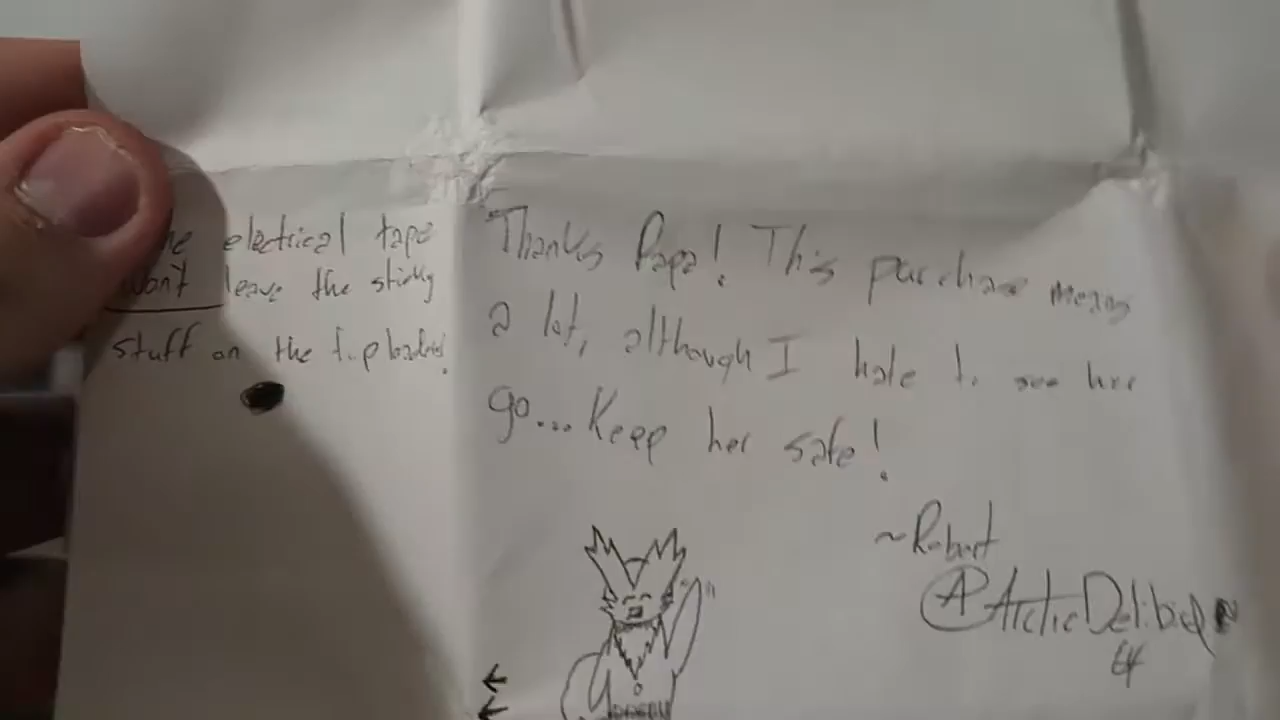 electrical tape
won't leave the sticky
stuff on the toploader!
Thanks Papa! This purchase means
a lot, although I hate to see her
go... Keep her safe!
~Robert